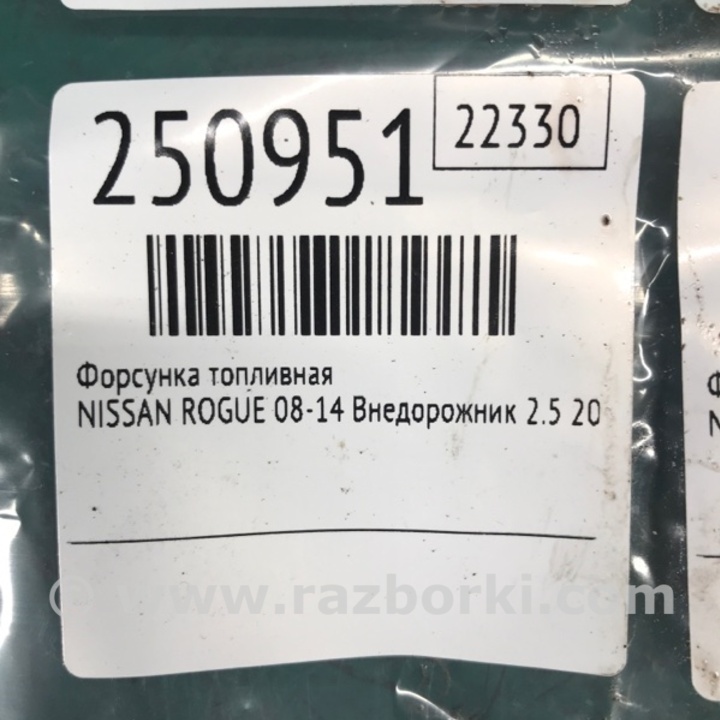 250951
22330
Форсунка топливная
NISSAN ROGUE 08-14 Внедорожник 2.5 20
© www.razborki.com